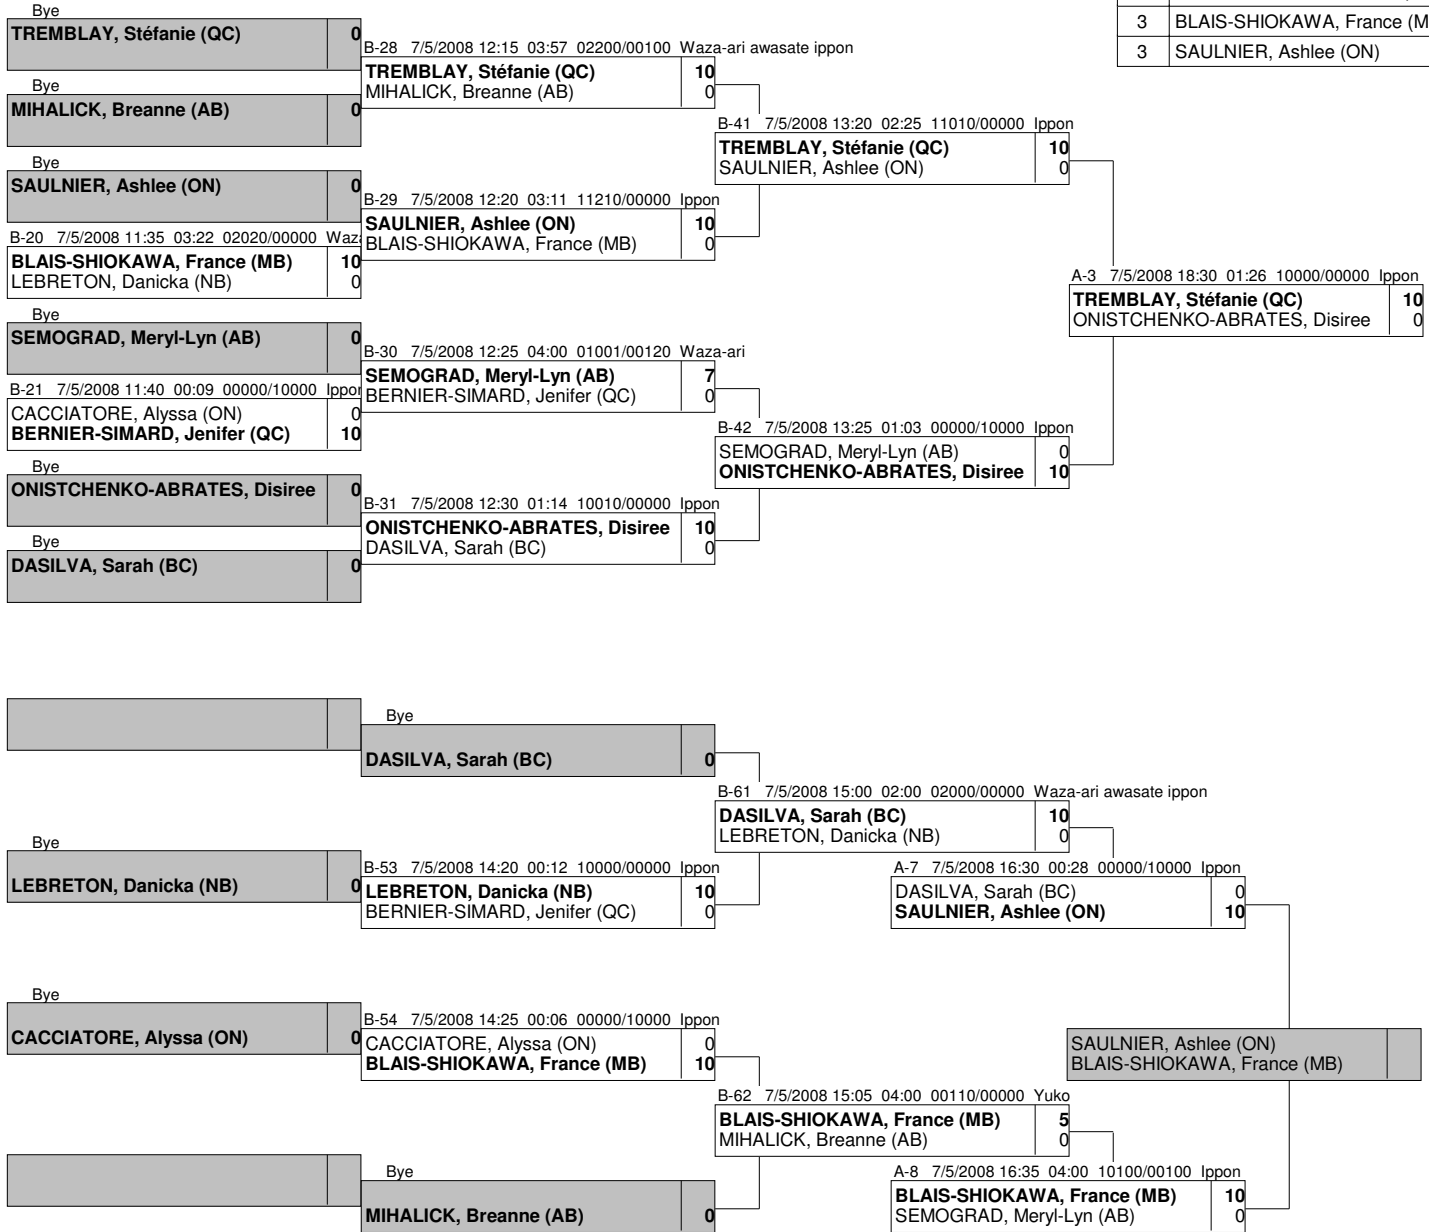 3 BLAIS-SHIOKAWA, France (M
3 SAULNIER, Ashlee (ON)
Bye
TREMBLAY, Stéfanie (QC) 0
B-28 7/5/2008 12:15 03:57 02200/00100 Waza-ari awasate ippon
TREMBLAY, Stéfanie (QC) 10
MIHALICK, Breanne (AB) 0
Bye
MIHALICK, Breanne (AB) 0
B-41 7/5/2008 13:20 02:25 11010/00000 Ippon
TREMBLAY, Stéfanie (QC) 10
SAULNIER, Ashlee (ON) 0
Bye
SAULNIER, Ashlee (ON) 0
B-29 7/5/2008 12:20 03:11 11210/00000 Ippon
SAULNIER, Ashlee (ON) 10
BLAIS-SHIOKAWA, France (MB) 0
B-20 7/5/2008 11:35 03:22 02020/00000 Waza
BLAIS-SHIOKAWA, France (MB) 10
LEBRETON, Danicka (NB) 0
A-3 7/5/2008 18:30 01:26 10000/00000 Ippon
TREMBLAY, Stéfanie (QC) 10
ONISTCHENKO-ABRATES, Disiree 0
Bye
SEMOGRAD, Meryl-Lyn (AB) 0
B-30 7/5/2008 12:25 04:00 01001/00120 Waza-ari
SEMOGRAD, Meryl-Lyn (AB) 7
BERNIER-SIMARD, Jenifer (QC) 0
B-21 7/5/2008 11:40 00:09 00000/10000 Ippon
CACCIATORE, Alyssa (ON) 0
BERNIER-SIMARD, Jenifer (QC) 10
B-42 7/5/2008 13:25 01:03 00000/10000 Ippon
SEMOGRAD, Meryl-Lyn (AB) 0
ONISTCHENKO-ABRATES, Disiree 10
Bye
ONISTCHENKO-ABRATES, Disiree 0
B-31 7/5/2008 12:30 01:14 10010/00000 Ippon
ONISTCHENKO-ABRATES, Disiree 10
DASILVA, Sarah (BC) 0
Bye
DASILVA, Sarah (BC) 0
Bye
DASILVA, Sarah (BC) 0
B-61 7/5/2008 15:00 02:00 02000/00000 Waza-ari awasate ippon
DASILVA, Sarah (BC) 10
LEBRETON, Danicka (NB) 0
Bye
LEBRETON, Danicka (NB) 0
B-53 7/5/2008 14:20 00:12 10000/00000 Ippon
LEBRETON, Danicka (NB) 10
BERNIER-SIMARD, Jenifer (QC) 0
A-7 7/5/2008 16:30 00:28 00000/10000 Ippon
DASILVA, Sarah (BC) 0
SAULNIER, Ashlee (ON) 10
Bye
CACCIATORE, Alyssa (ON) 0
B-54 7/5/2008 14:25 00:06 00000/10000 Ippon
CACCIATORE, Alyssa (ON) 0
BLAIS-SHIOKAWA, France (MB) 10
SAULNIER, Ashlee (ON)
BLAIS-SHIOKAWA, France (MB)
B-62 7/5/2008 15:05 04:00 00110/00000 Yuko
BLAIS-SHIOKAWA, France (MB) 5
MIHALICK, Breanne (AB) 0
Bye
MIHALICK, Breanne (AB) 0
A-8 7/5/2008 16:35 04:00 10100/00100 Ippon
BLAIS-SHIOKAWA, France (MB) 10
SEMOGRAD, Meryl-Lyn (AB) 0